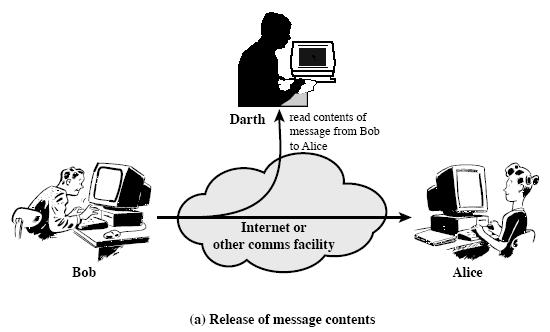 Darth
read contents of
message from Bob
to Alice
Internet or
other comms facility
Bob
Alice
(a) Release of message contents